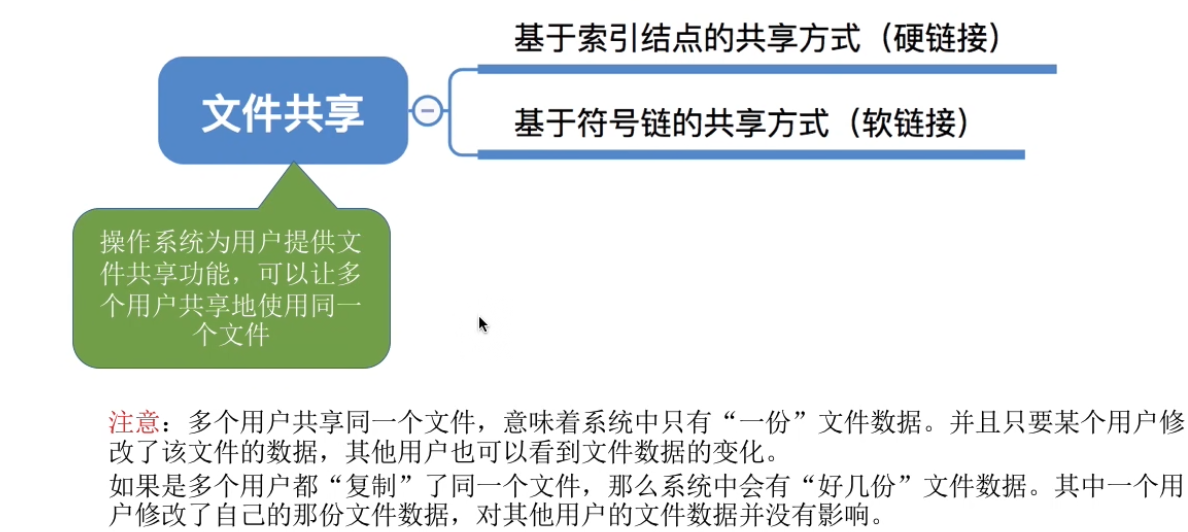 基于索引结点的共享方式（硬链接）
文件共享
基于符号链的共享方式（软链接）
操作系统为用户提供文
件共享功能，可以让多
个用户共享地使用同一
个文件
注意：多个用户共享同一个文件，意味着系统中只有“一份”文件数据。并且只要某个用户修
改了该文件的数据，其他用户也可以看到文件数据的变化。
如果是多个用户都“复制”了同一个文件，那么系统中会有“好几份”文件数据。其中一个用
户修改了自己的那份文件数据，对其他用户的文件数据并没有影响。